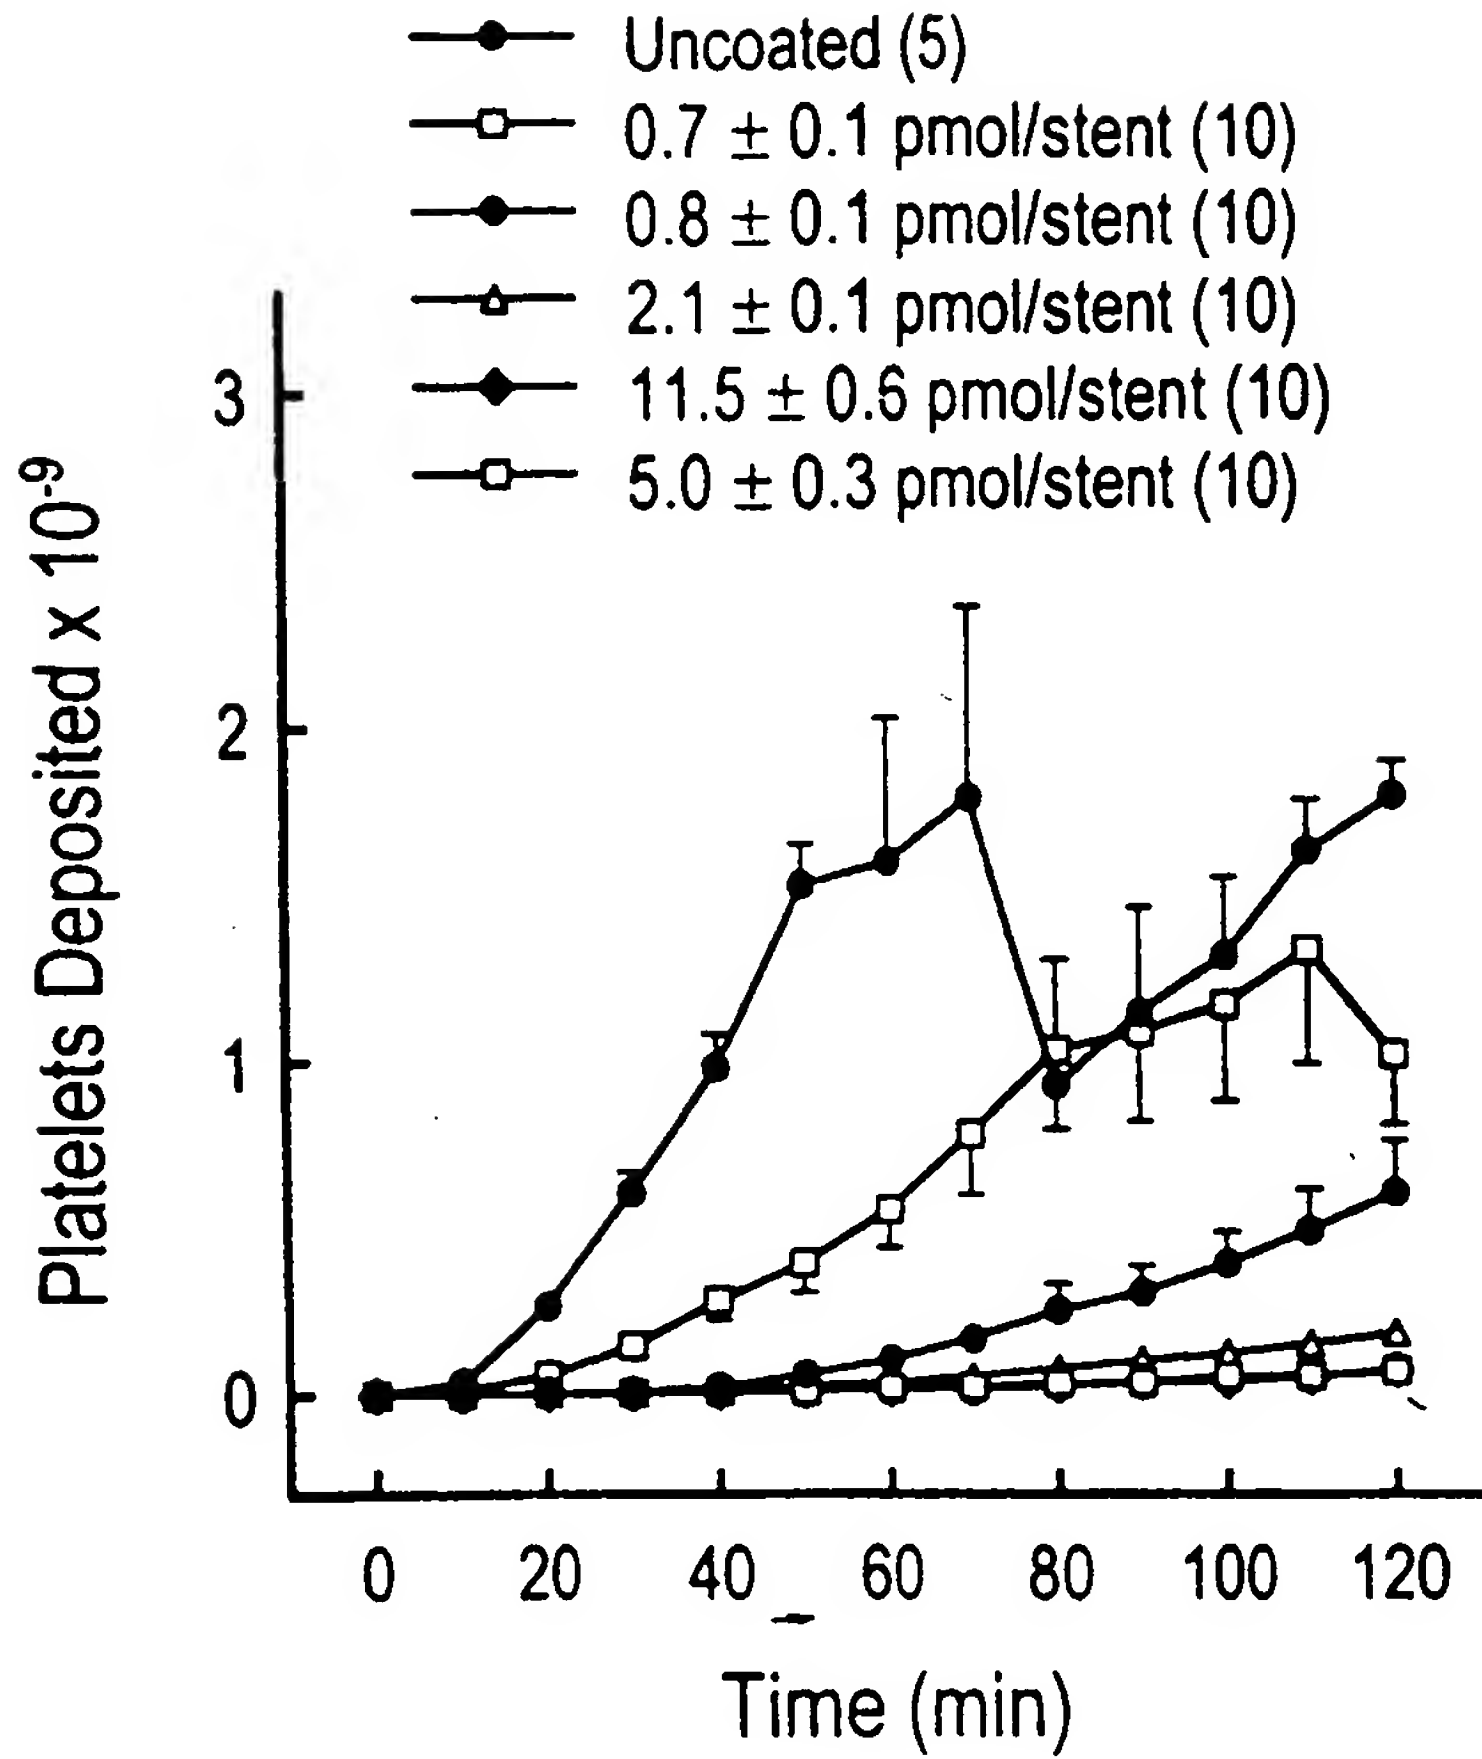 Uncoated (5)
0.7 ± 0.1 pmol/stent (10)
0.8 ± 0.1 pmol/stent (10)
2.1 ± 0.1 pmol/stent (10)
11.5 ± 0.6 pmol/stent (10)
5.0 ± 0.3 pmol/stent (10)
Platelets Deposited x 10⁻⁹
3
2
1
0
0 20 40 60 80 100 120
Time (min)